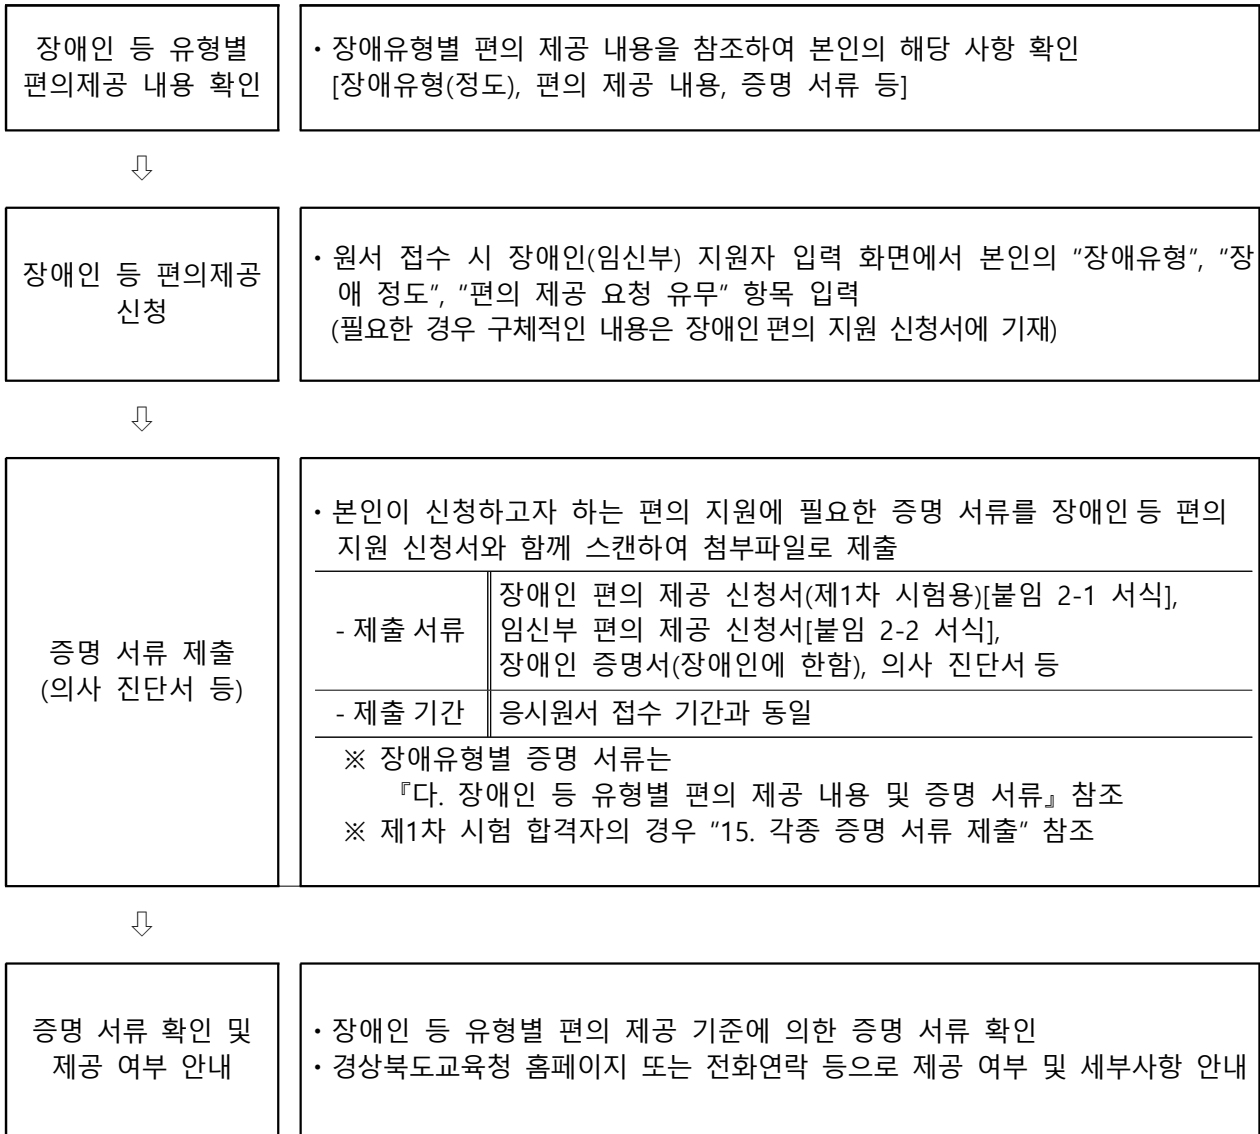 장애인 등 유형별
편의제공 내용 확인
· 장애유형별 편의 제공 내용을 참조하여 본인의 해당 사항 확인
[장애유형(정도), 편의 제공 내용, 증명 서류 등]
⇩
장애인 등 편의제공
신청
· 원서 접수 시 장애인(임신부) 지원자 입력 화면에서 본인의 “장애유형”, “장
애 정도”, “편의 제공 요청 유무” 항목 입력
(필요한 경우 구체적인 내용은 장애인 편의 지원 신청서에 기재)
⇩
증명 서류 제출
(의사 진단서 등)
· 본인이 신청하고자 하는 편의 지원에 필요한 증명 서류를 장애인 등 편의
지원 신청서와 함께 스캔하여 첨부파일로 제출
- 제출 서류
장애인 편의 제공 신청서(제1차 시험용)[붙임 2-1 서식],
임신부 편의 제공 신청서[붙임 2-2 서식],
장애인 증명서(장애인에 한함), 의사 진단서 등
- 제출 기간
응시원서 접수 기간과 동일
※ 장애유형별 증명 서류는
『다. 장애인 등 유형별 편의 제공 내용 및 증명 서류』 참조
※ 제1차 시험 합격자의 경우 “15. 각종 증명 서류 제출” 참조
⇩
증명 서류 확인 및
제공 여부 안내
· 장애인 등 유형별 편의 제공 기준에 의한 증명 서류 확인
· 경상북도교육청 홈페이지 또는 전화연락 등으로 제공 여부 및 세부사항 안내